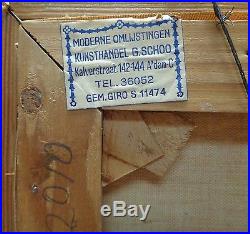 MODERNE OMLIJSTINGEN
KUNSTHANDEL G. SCHOO
Kalverstraat 142-144 A'dam-C
TEL. 36052
GEM. GIRO S 11474